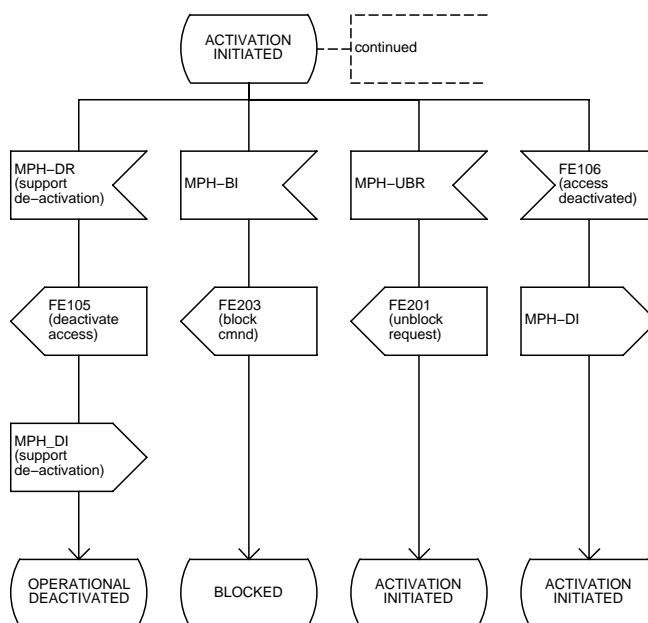 ACTIVATION
INITIATED
continued
MPH−DR
(support
de−activation)
MPH−BI
MPH−UBR
FE106
(access
deactivated)
FE105
(deactivate
access)
FE203
(block
cmnd)
FE201
(unblock
request)
MPH−DI
MPH_DI
(support
de−activation)
OPERATIONAL
DEACTIVATED
BLOCKED
ACTIVATION
INITIATED
ACTIVATION
INITIATED